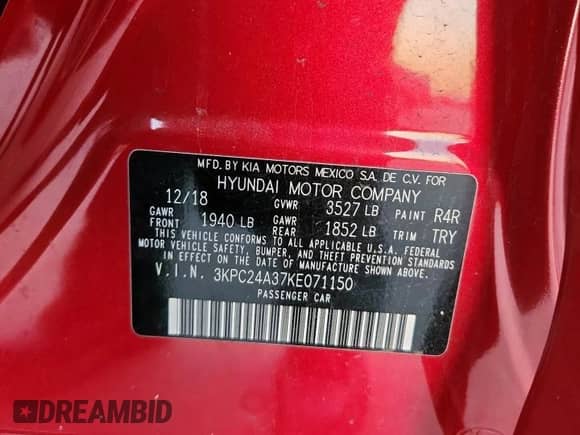 MFD. BY KIA MOTORS MEXICO S.A. DE C.V. FOR
HYUNDAI MOTOR COMPANY
12/18 GVWR 3527 LB PAINT R4R
GAWR FRONT 1940 LB GAWR REAR 1852 LB TRIM TRY
THIS VEHICLE CONFORMS TO ALL APPLICABLE U.S.A. FEDERAL
MOTOR VEHICLE SAFETY, BUMPER, AND THEFT PREVENTION STANDARDS
IN EFFECT ON THE DATE OF MANUFACTURE SHOWN ABOVE.
V.I.N. 3KPC24A37KE071150
PASSENGER CAR
DREAMBID